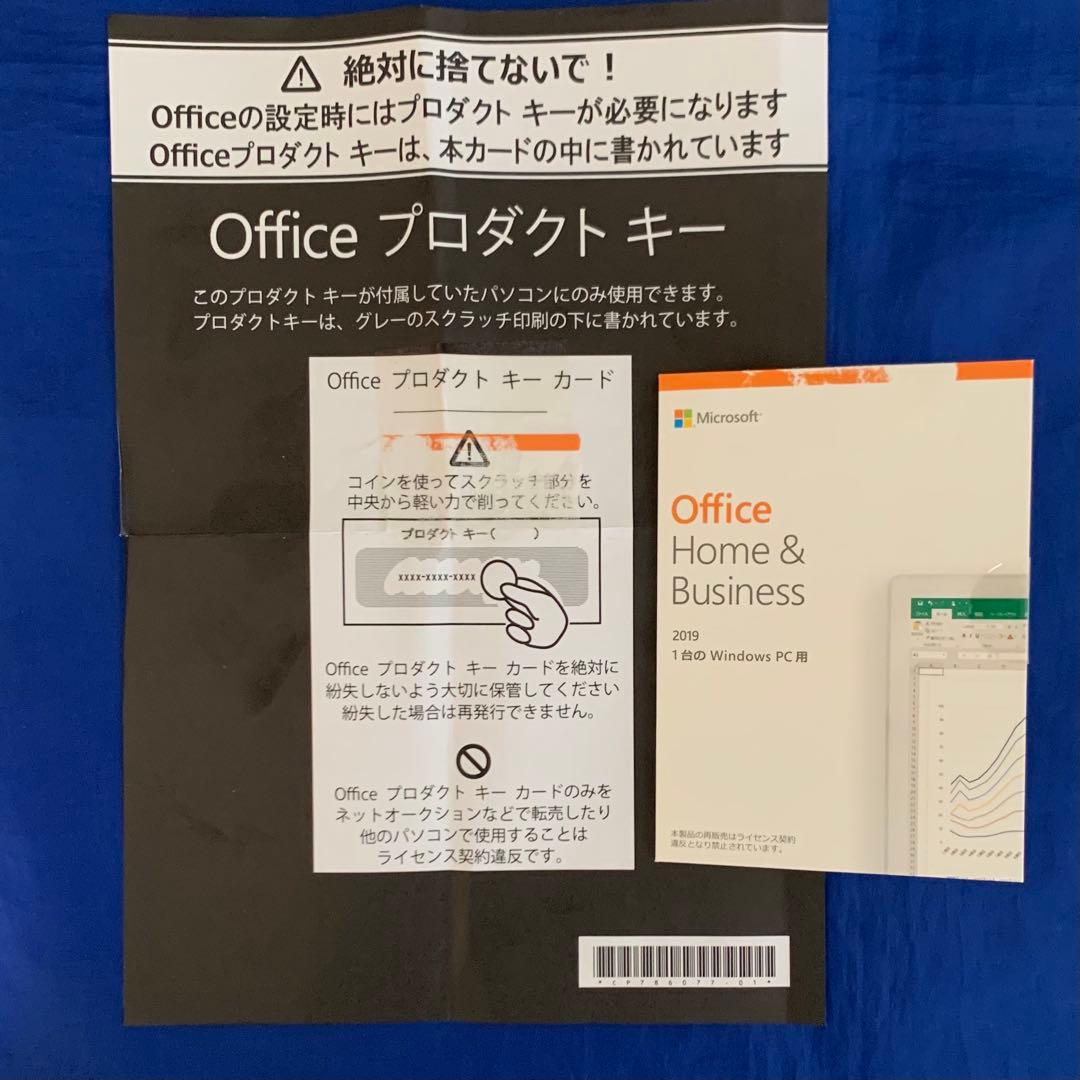 絶対に捨てないで！
Officeの設定時にはプロダクト キーが必要になります
Officeプロダクト キーは、本カードの中に書かれています
Office プロダクト キー
このプロダクト キーが付属していたパソコンにのみ使用できます。
プロダクトキーは、グレーのスクラッチ印刷の下に書かれています。
Office プロダクト キー カード
コインを使ってスクラッチ部分を
中央から軽い力で削ってください。
プロダクト キー( )
xxxx-xxxx-xxxx
Office プロダクト キー カードを絶対に
紛失しないよう大切に保管してください
紛失した場合は再発行できません。
Office プロダクト キー カードのみを
ネットオークションなどで転売したり
他のパソコンで使用することは
ライセンス契約違反です。
*CP786077-01*
Microsoft
Office
Home &
Business
2019
1台の Windows PC 用
本製品の再販売はライセンス契約
違反となり禁止されています。